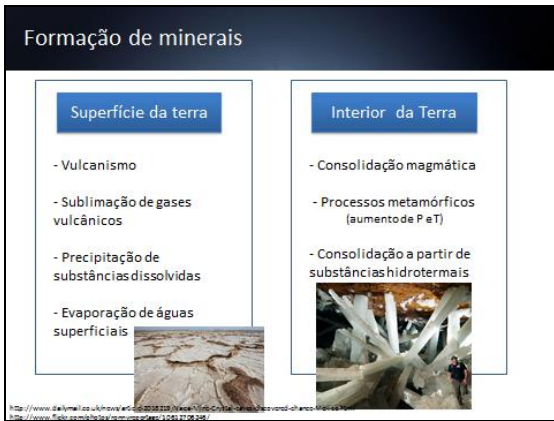 Formação de minerais
Superfície da terra
- Vulcanismo
- Sublimação de gases
vulcânicos
- Precipitação de
substâncias dissolvidas
- Evaporação de águas
superficiais
Interior da Terra
- Consolidação magmática
- Processos metamórficos
(aumento de P e T)
- Consolidação a partir de
substâncias hidrotermais